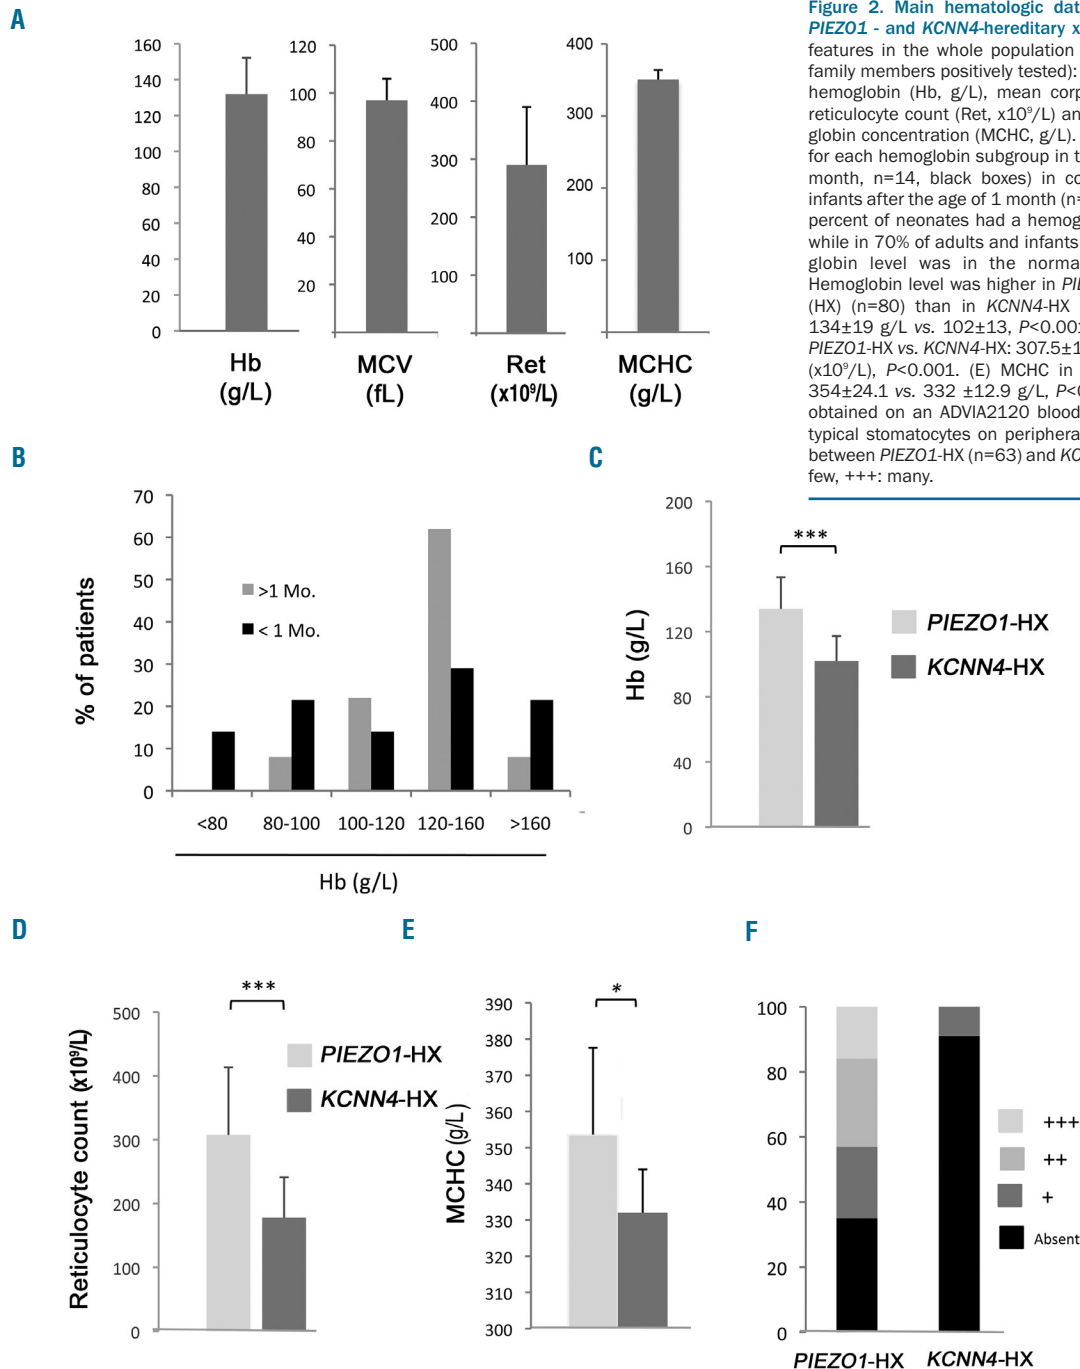 A
160
140
120
100
80
60
40
20
0
Hb
(g/L)
120
100
80
60
40
20
MCV
(fL)
500
400
300
200
100
Ret
(x10⁹/L)
400
300
200
100
MCHC
(g/L)
Figure 2. Main hematologic dat
PIEZO1 - and KCNN4-hereditary x
features in the whole population
family members positively tested):
hemoglobin (Hb, g/L), mean corp
reticulocyte count (Ret, x10⁹/L) an
globin concentration (MCHC, g/L).
for each hemoglobin subgroup in t
month, n=14, black boxes) in co
infants after the age of 1 month (n=
percent of neonates had a hemog
while in 70% of adults and infants
globin level was in the norma
Hemoglobin level was higher in PIE
(HX) (n=80) than in KCNN4-HX
134±19 g/L vs. 102±13, P<0.001
PIEZO1-HX vs. KCNN4-HX: 307.5±1
(x10⁹/L), P<0.001. (E) MCHC in
354±24.1 vs. 332 ±12.9 g/L, P<0
obtained on an ADVIA2120 blood
typical stomatocytes on periphera
between PIEZO1-HX (n=63) and KC
few, +++: many.
B
% of patients
70
60
50
40
30
20
10
0
>1 Mo.
< 1 Mo.
<80 80-100 100-120 120-160 >160
Hb (g/L)
C
Hb (g/L)
200
160
120
80
40
0
***
PIEZO1-HX
KCNN4-HX
D
Reticulocyte count (x10⁹/L)
500
400
300
200
100
0
***
PIEZO1-HX
KCNN4-HX
E
MCHC (g/L)
390
380
370
360
350
340
330
320
310
300
*
F
100
80
60
40
20
0
+++
++
+
Absent
PIEZO1-HX KCNN4-HX